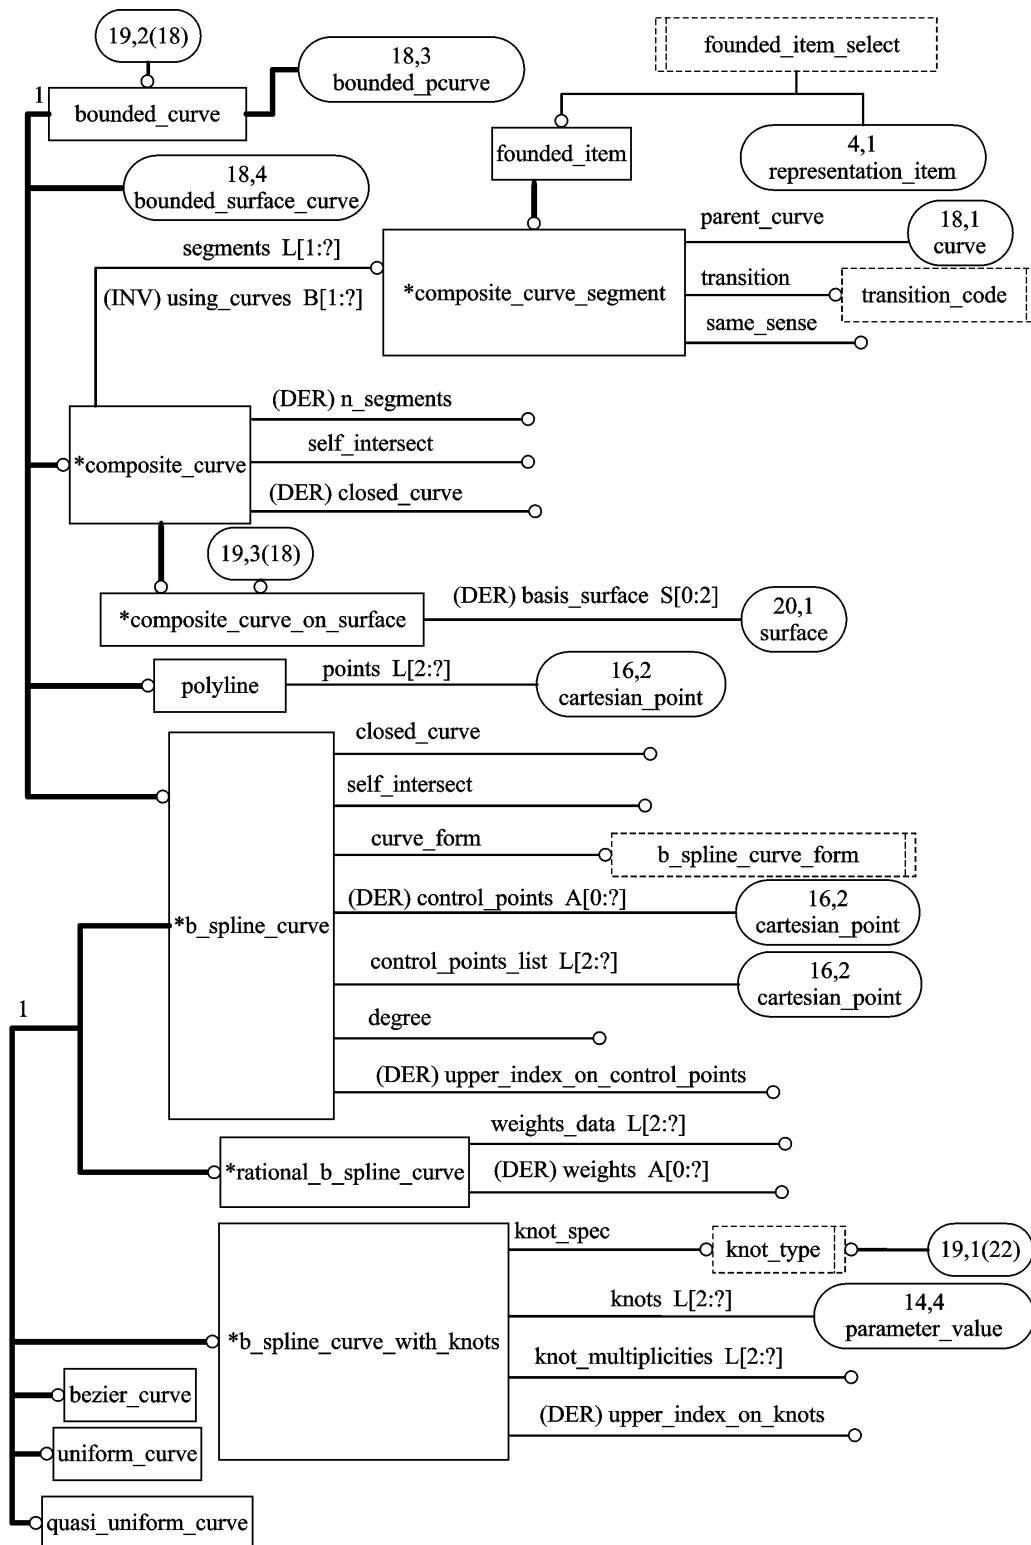 19,2(18)
18,3
bounded_pcurve
founded_item_select
1
bounded_curve
founded_item
4,1
representation_item
18,4
bounded_surface_curve
parent_curve
18,1
curve
segments L[1:?]
(INV) using_curves B[1:?]
*composite_curve_segment
transition
transition_code
same_sense
(DER) n_segments
self_intersect
*composite_curve
(DER) closed_curve
19,3(18)
(DER) basis_surface S[0:2]
*composite_curve_on_surface
20,1
surface
points L[2:?]
polyline
16,2
cartesian_point
closed_curve
self_intersect
curve_form
b_spline_curve_form
(DER) control_points A[0:?]
16,2
cartesian_point
*b_spline_curve
control_points_list L[2:?]
16,2
cartesian_point
1
degree
(DER) upper_index_on_control_points
weights_data L[2:?]
*rational_b_spline_curve
(DER) weights A[0:?]
knot_spec
knot_type
19,1(22)
knots L[2:?]
14,4
parameter_value
*b_spline_curve_with_knots
knot_multiplicities L[2:?]
bezier_curve
(DER) upper_index_on_knots
uniform_curve
quasi_uniform_curve